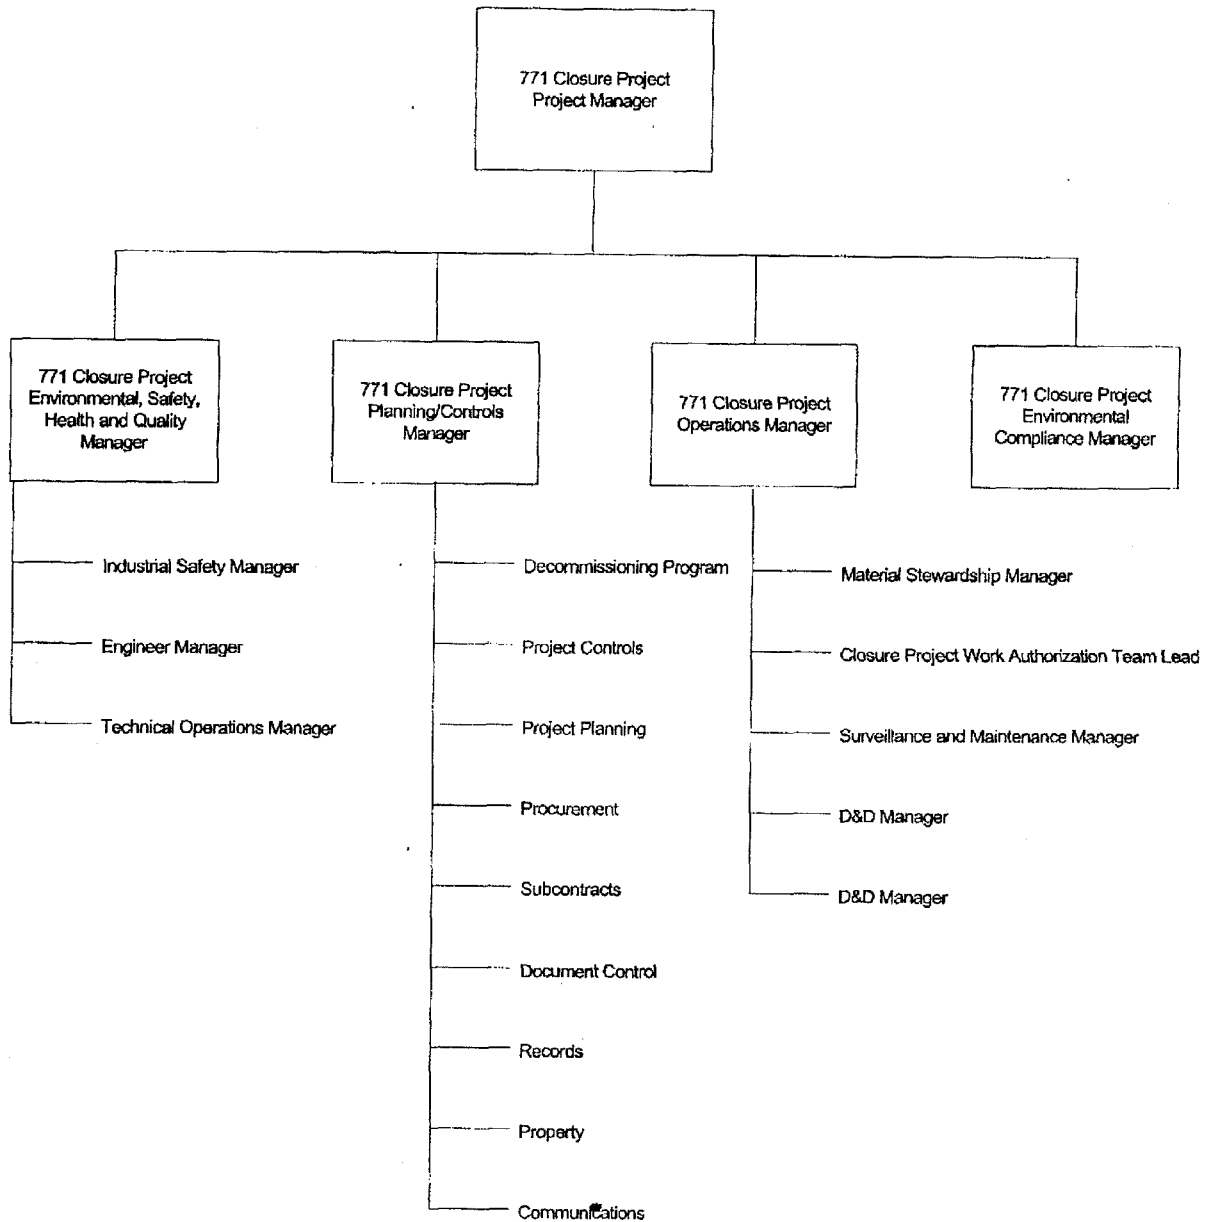 771 Closure Project
Project Manager
771 Closure Project
Environmental, Safety,
Health and Quality
Manager
771 Closure Project
Planning/Controls
Manager
771 Closure Project
Operations Manager
771 Closure Project
Environmental
Compliance Manager
Industrial Safety Manager
Engineer Manager
Technical Operations Manager
Decommissioning Program
Project Controls
Project Planning
Procurement
Subcontracts
Document Control
Records
Property
Communications
Material Stewardship Manager
Closure Project Work Authorization Team Lead
Surveillance and Maintenance Manager
D&D Manager
D&D Manager